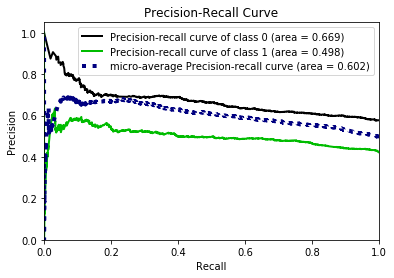 Precision-Recall Curve
Precision-recall curve of class 0 (area = 0.669)
Precision-recall curve of class 1 (area = 0.498)
micro-average Precision-recall curve (area = 0.602)
Precision
1.0
0.8
0.6
0.4
0.2
0.0
0.0 0.2 0.4 0.6 0.8 1.0
Recall